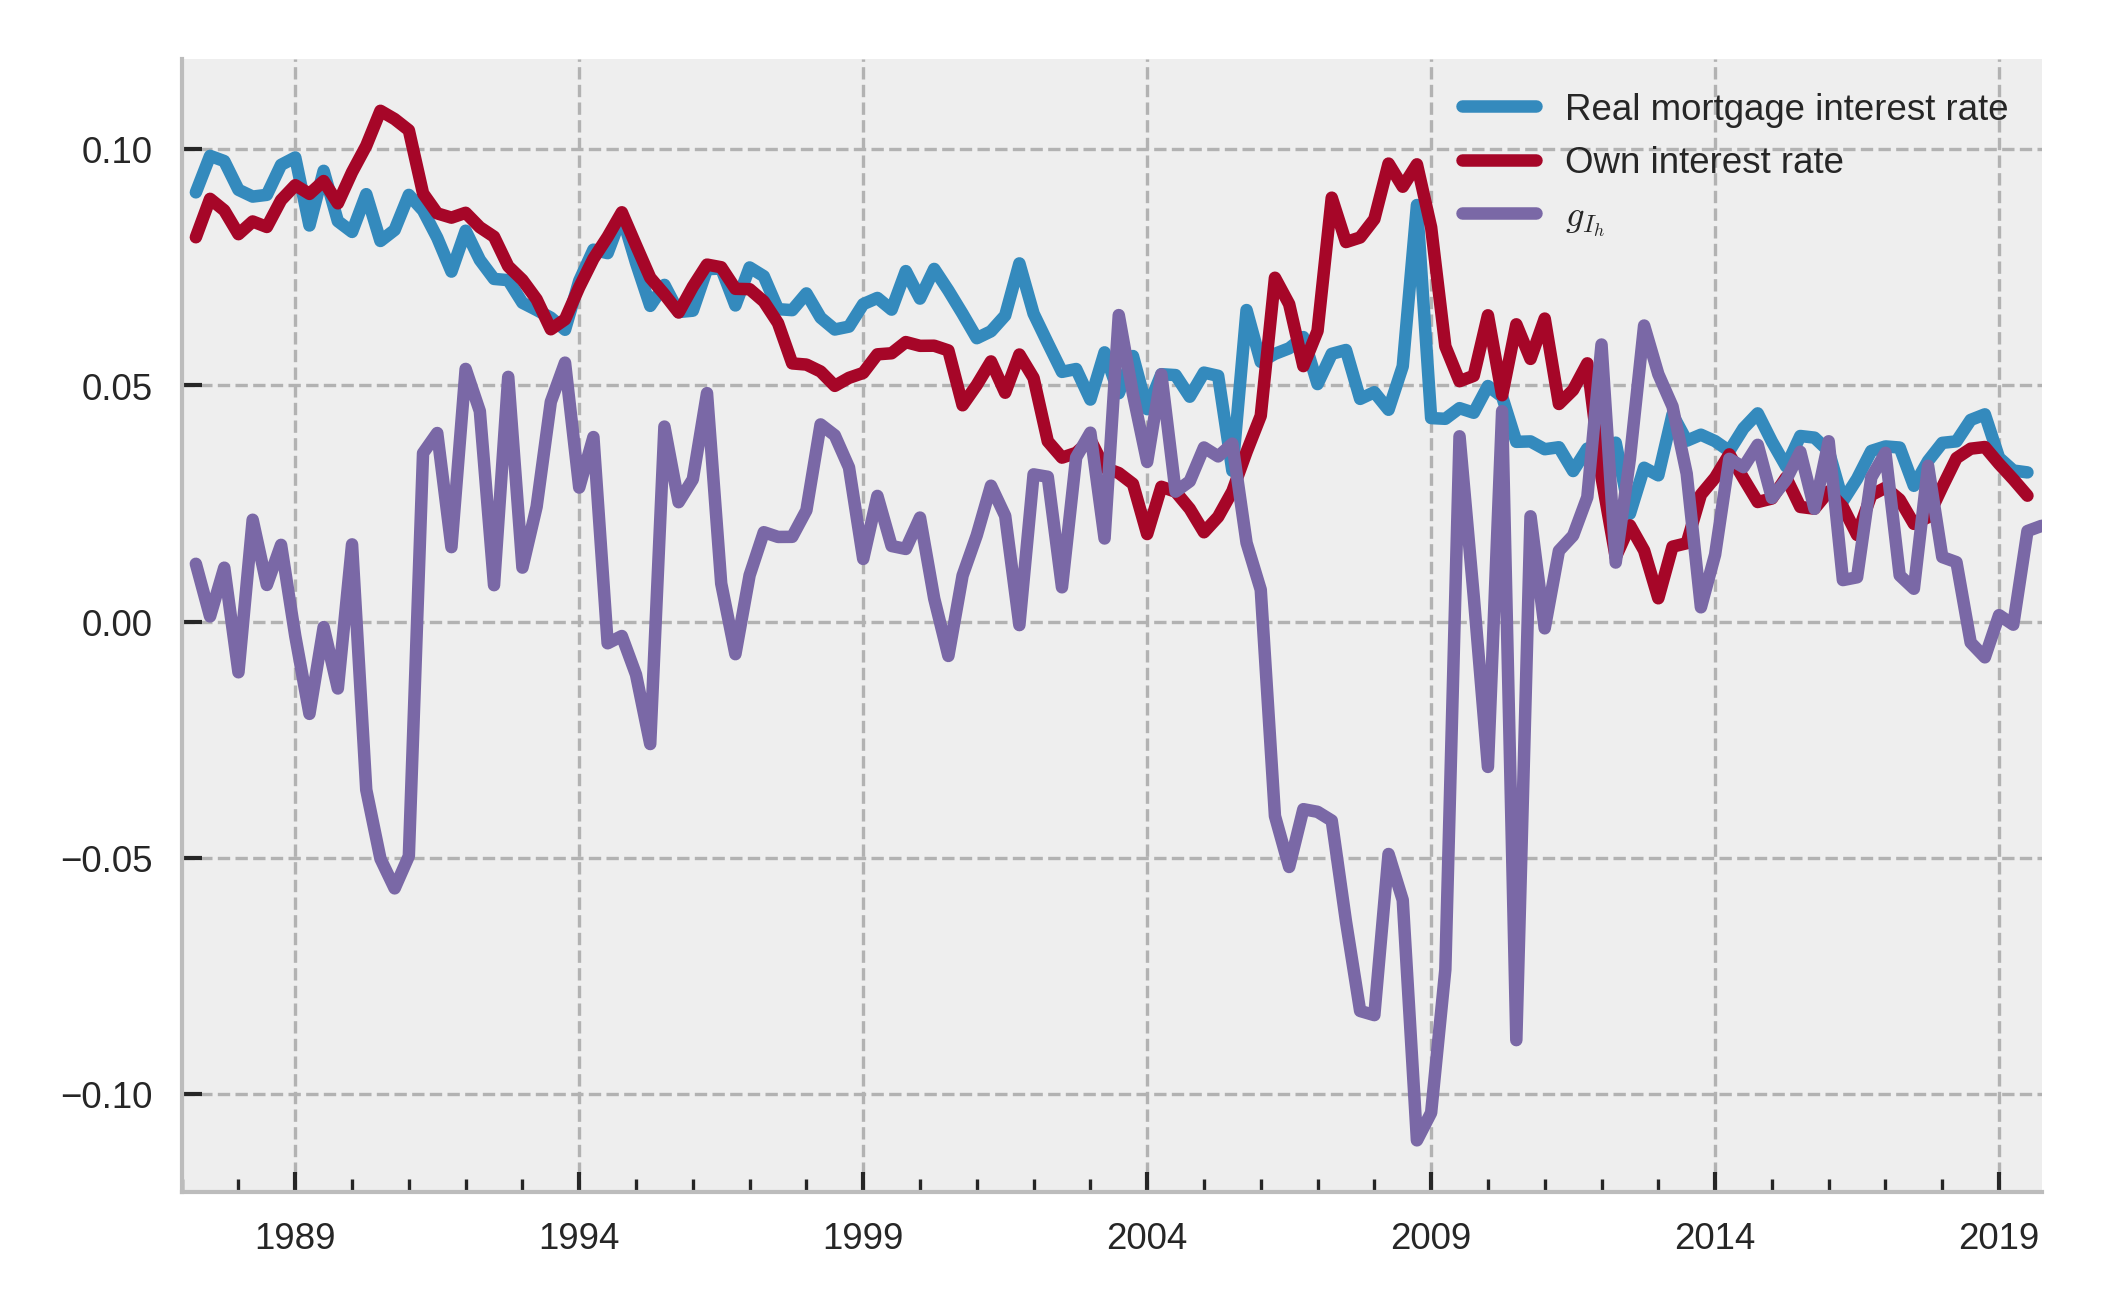 Real mortgage interest rate
Own interest rate
g_{I_h}
0.10
0.05
0.00
−0.05
−0.10
1989 1994 1999 2004 2009 2014 2019